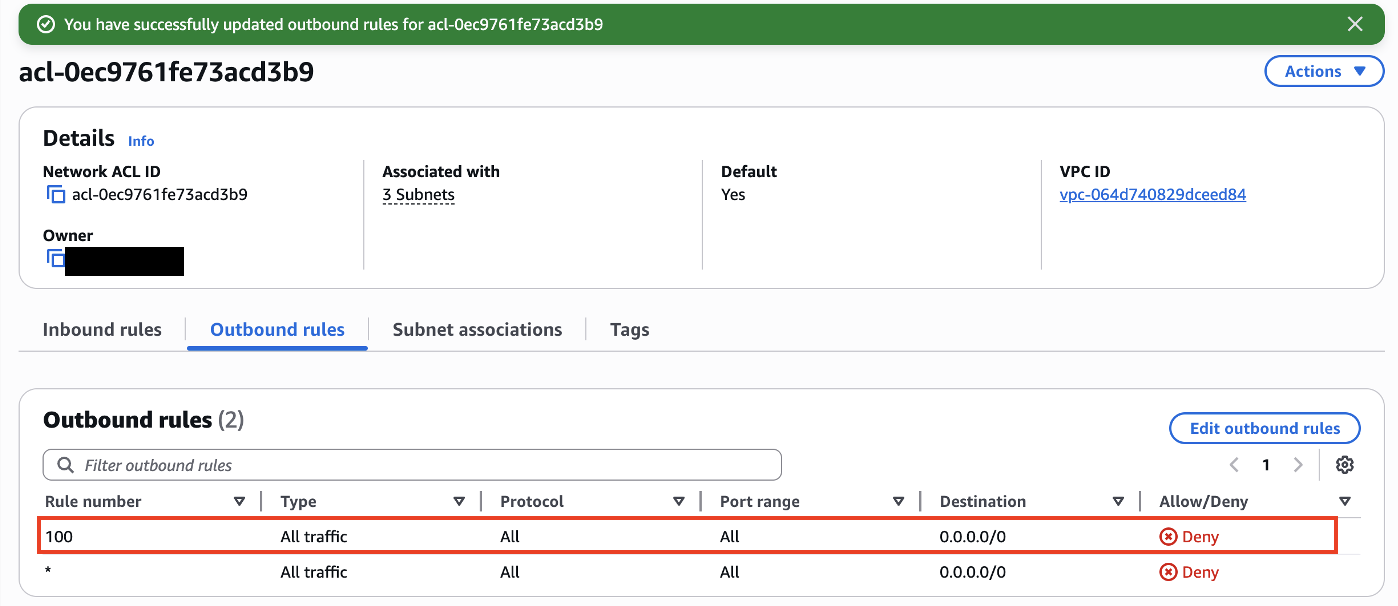 You have successfully updated outbound rules for acl-0ec9761fe73acd3b9
acl-0ec9761fe73acd3b9
Actions
Details Info
Network ACL ID
acl-0ec9761fe73acd3b9
Associated with
3 Subnets
Default
Yes
VPC ID
vpc-064d740829dceed84
Owner
Inbound rules Outbound rules Subnet associations Tags
Outbound rules (2)
Edit outbound rules
Filter outbound rules
1
Rule number Type Protocol Port range Destination Allow/Deny
100 All traffic All All 0.0.0.0/0 Deny
* All traffic All All 0.0.0.0/0 Deny